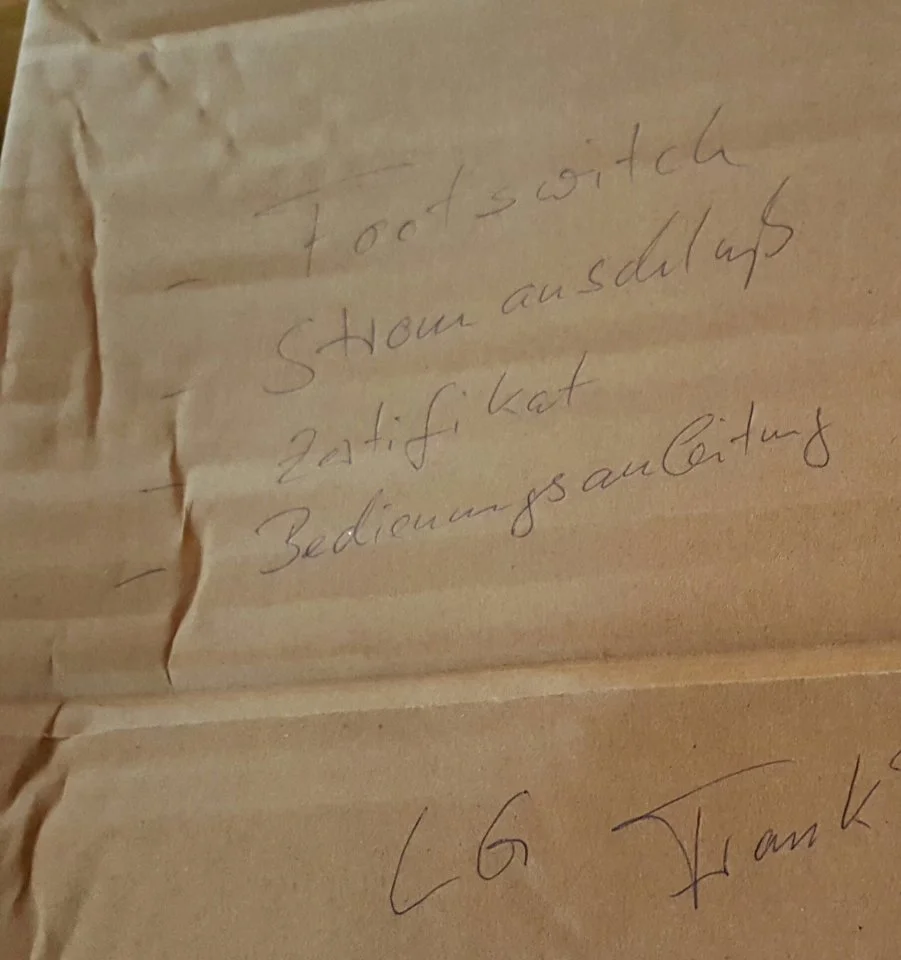 - Footswitch
- Stromanschluß
- Zertifikat
- Bedienungsanleitung
LG Frank